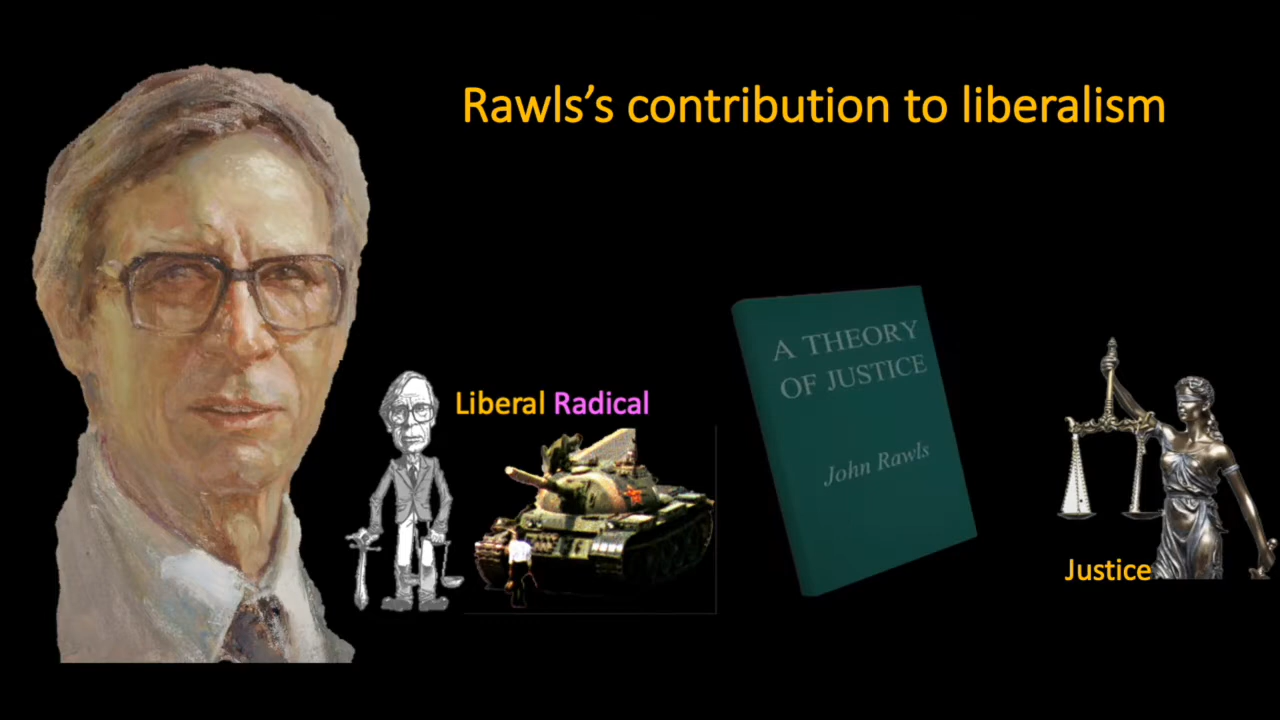 Rawls’s contribution to liberalism
Liberal Radical
A THEORY
OF JUSTICE
John Rawls
Justice